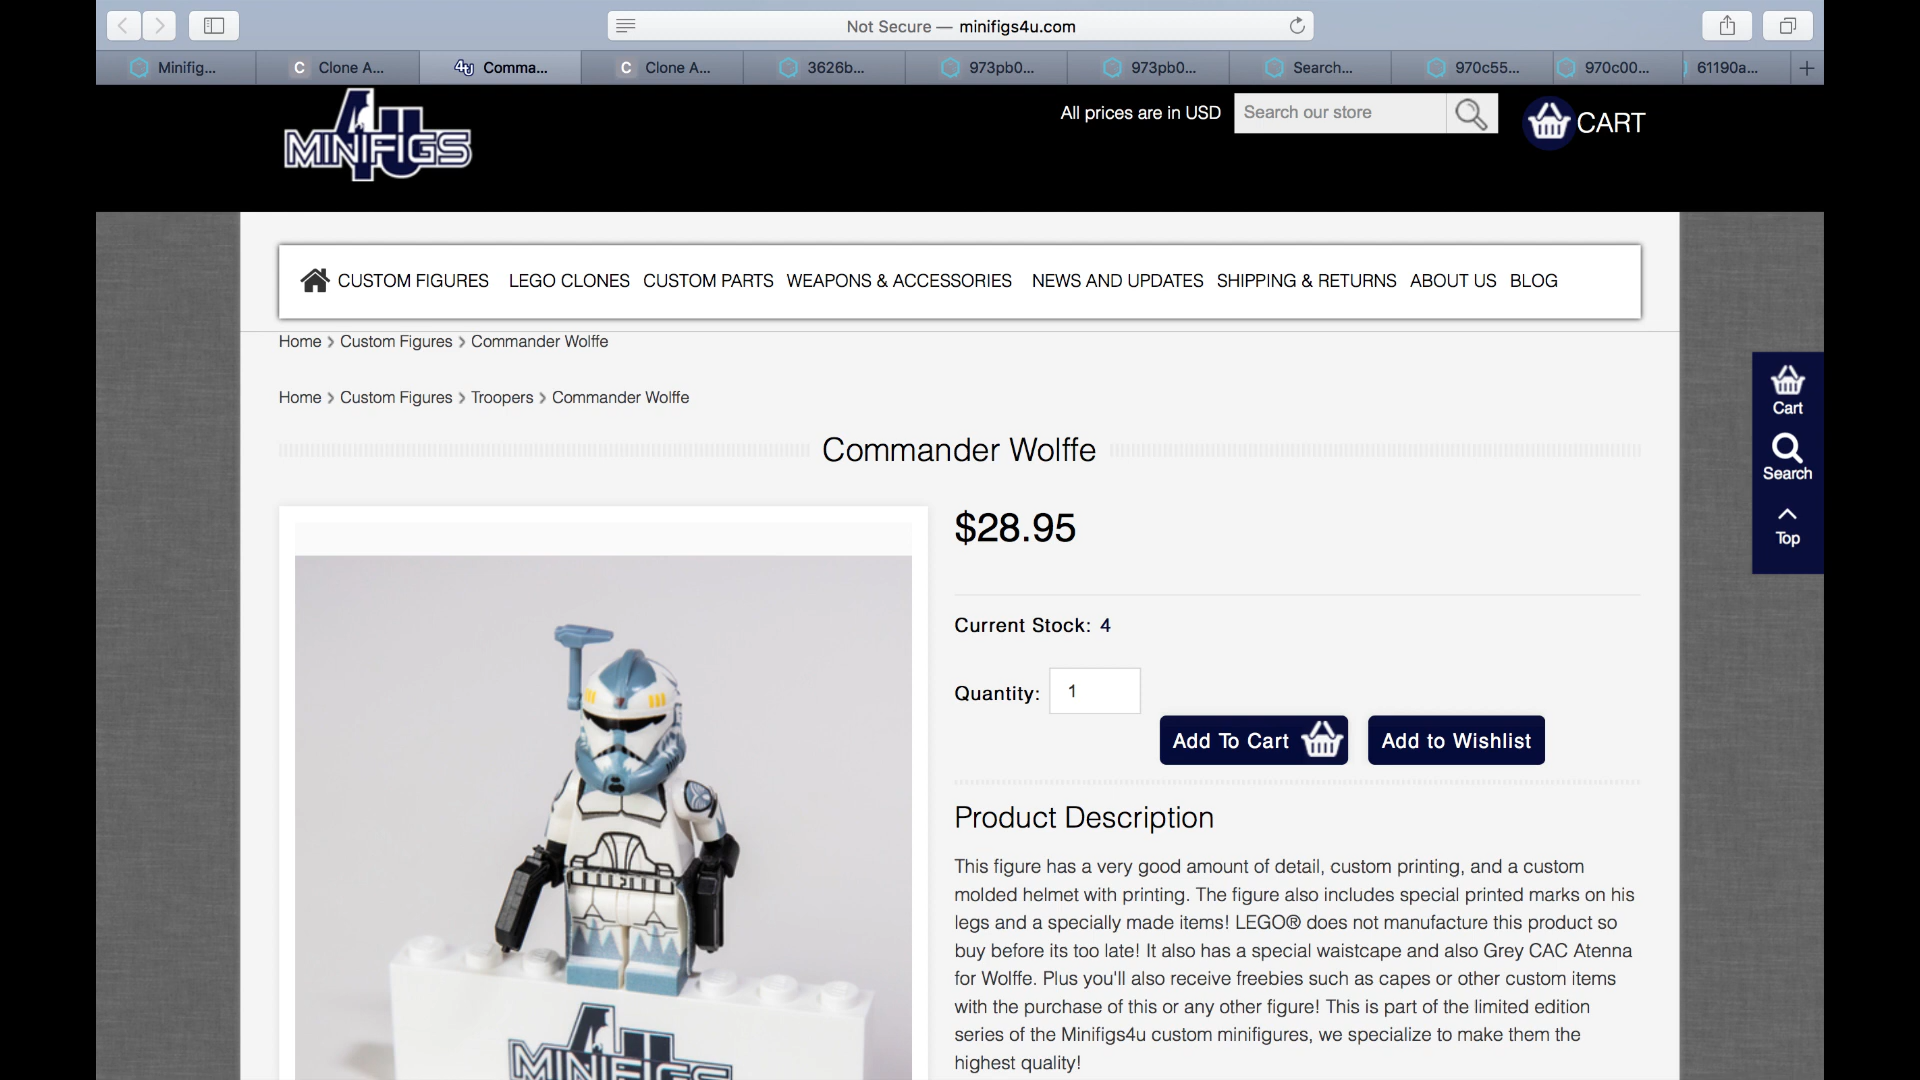 Not Secure — minifigs4u.com
Minifig...
C Clone A...
4U Comma...
C Clone A...
3626b...
973pb0...
973pb0...
Search...
970c55...
970c00...
61190a...
4U
MINIFIGS
All prices are in USD
Search our store
CART
CUSTOM FIGURES LEGO CLONES CUSTOM PARTS WEAPONS & ACCESSORIES NEWS AND UPDATES SHIPPING & RETURNS ABOUT US BLOG
Home > Custom Figures > Commander Wolffe
Home > Custom Figures > Troopers > Commander Wolffe
Commander Wolffe
$28.95
Current Stock: 4
Quantity: 1
Add To Cart
Add to Wishlist
Product Description
This figure has a very good amount of detail, custom printing, and a custom
molded helmet with printing. The figure also includes special printed marks on his
legs and a specially made items! LEGO® does not manufacture this product so
buy before its too late! It also has a special waistcape and also Grey CAC Atenna
for Wolffe. Plus you'll also receive freebies such as capes or other custom items
with the purchase of this or any other figure! This is part of the limited edition
series of the Minifigs4u custom minifigures, we specialize to make them the
highest quality!
4U
MINIFIGS
Cart
Search
Top